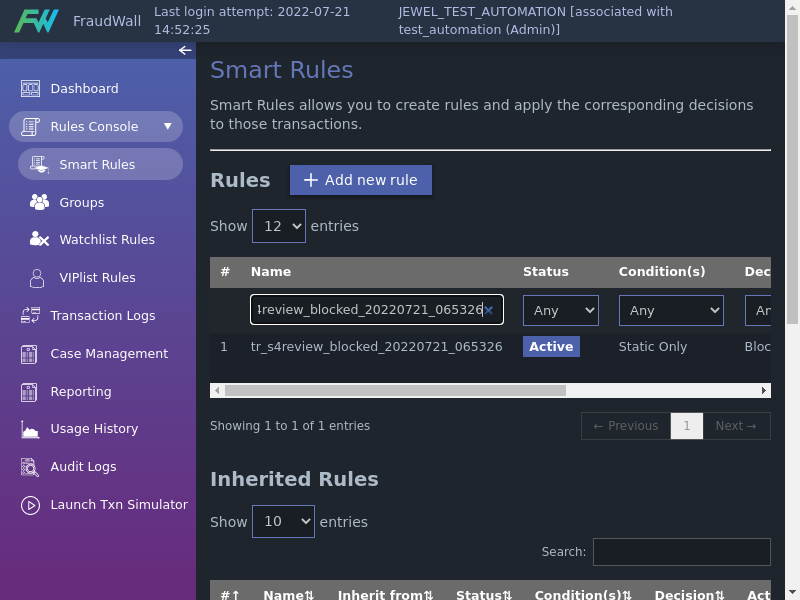 FraudWall
Last login attempt: 2022-07-21 14:52:25
JEWEL_TEST_AUTOMATION [associated with test_automation (Admin)]
Dashboard
Rules Console
Smart Rules
Groups
Watchlist Rules
VIPlist Rules
Transaction Logs
Case Management
Reporting
Usage History
Audit Logs
Launch Txn Simulator
Smart Rules
Smart Rules allows you to create rules and apply the corresponding decisions
to those transactions.
Rules
+ Add new rule
Show 12 entries
# Name Status Condition(s) Dec
review_blocked_20220721_065326 × Any Any An
1 tr_s4review_blocked_20220721_065326 Active Static Only Bloc
Showing 1 to 1 of 1 entries
← Previous 1 Next →
Inherited Rules
Show 10 entries
Search:
#↑ Name⇅ Inherit from⇅ Status⇅ Condition(s)⇅ Decision⇅ Act